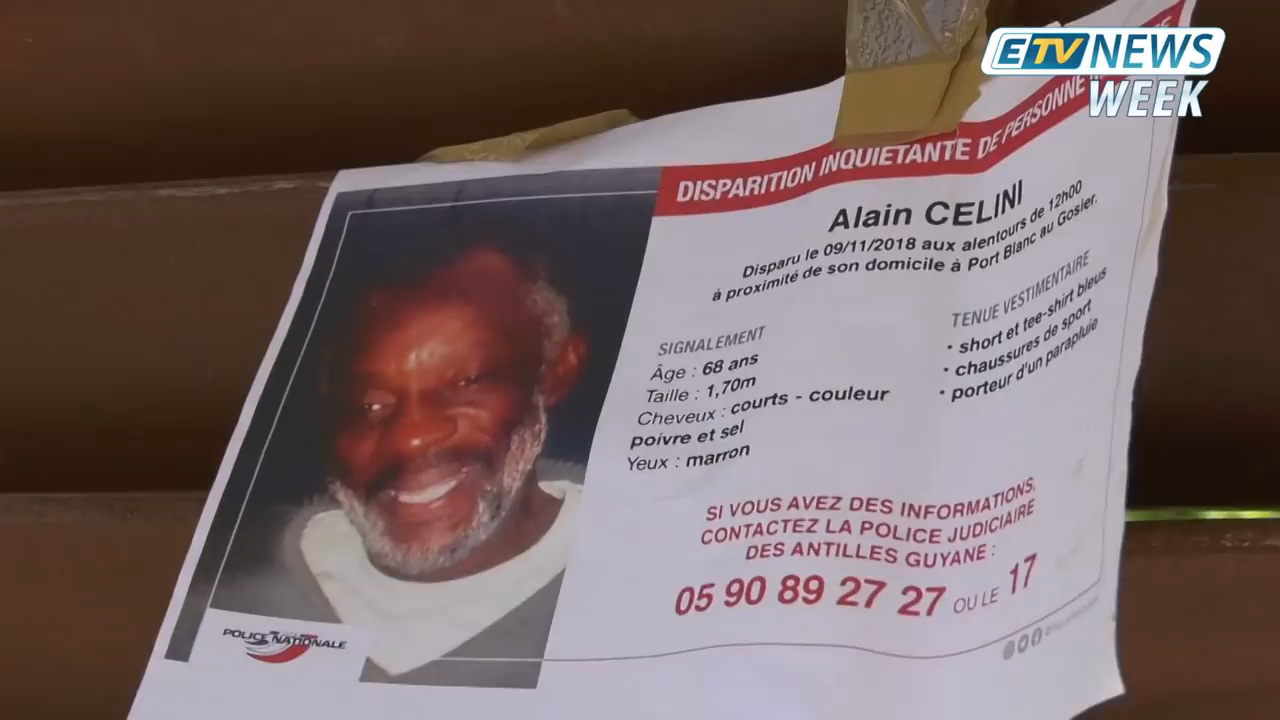 ETV NEWS
WEEK
DISPARITION INQUIÉTANTE DE PERSONNE
Alain CELINI
Disparu le 09/11/2018 aux alentours de 12h00
à proximité de son domicile à Port Blanc au Gosier.
SIGNALEMENT
Âge : 68 ans
Taille : 1,70m
Cheveux : courts - couleur
poivre et sel
Yeux : marron
TENUE VESTIMENTAIRE
• short et tee-shirt bleus
• chaussures de sport
• porteur d'un parapluie
SI VOUS AVEZ DES INFORMATIONS,
CONTACTEZ LA POLICE JUDICIAIRE
DES ANTILLES GUYANE :
05 90 89 27 27 OU LE 17
POLICE NATIONALE